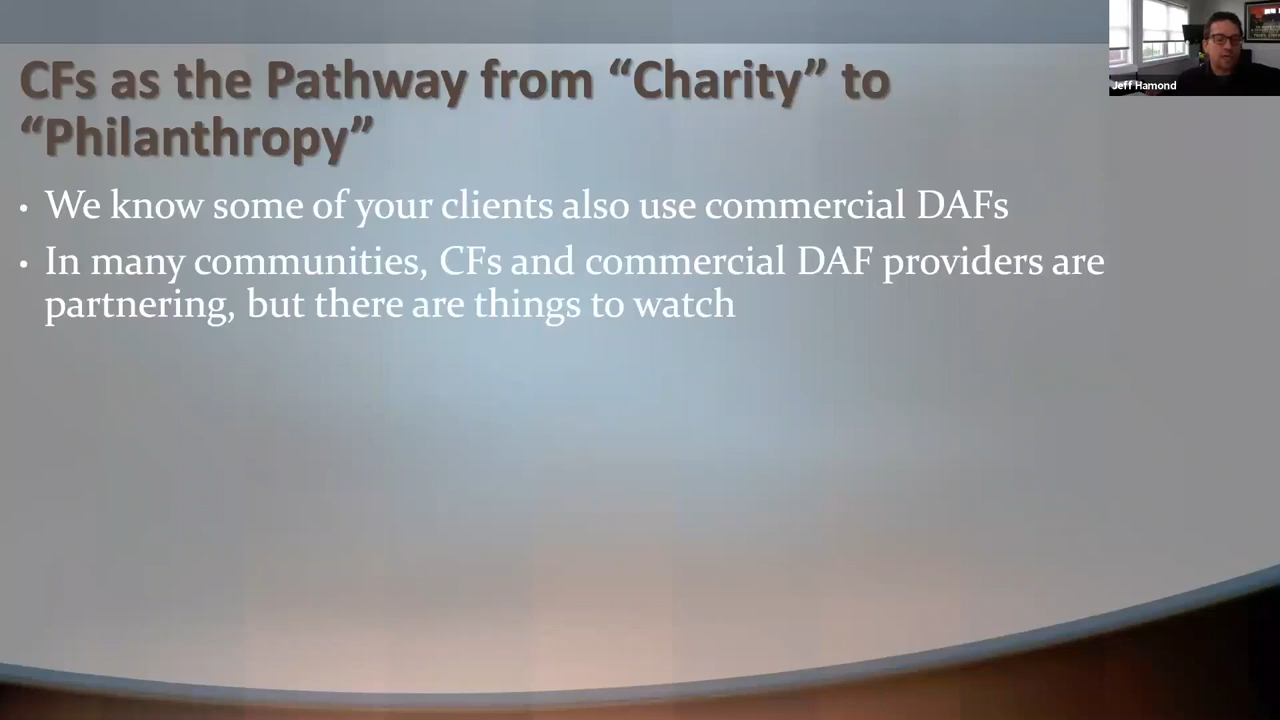 CFs as the Pathway from “Charity” to
“Philanthropy”
• We know some of your clients also use commercial DAFs
• In many communities, CFs and commercial DAF providers are
partnering, but there are things to watch
Jeff Hamond